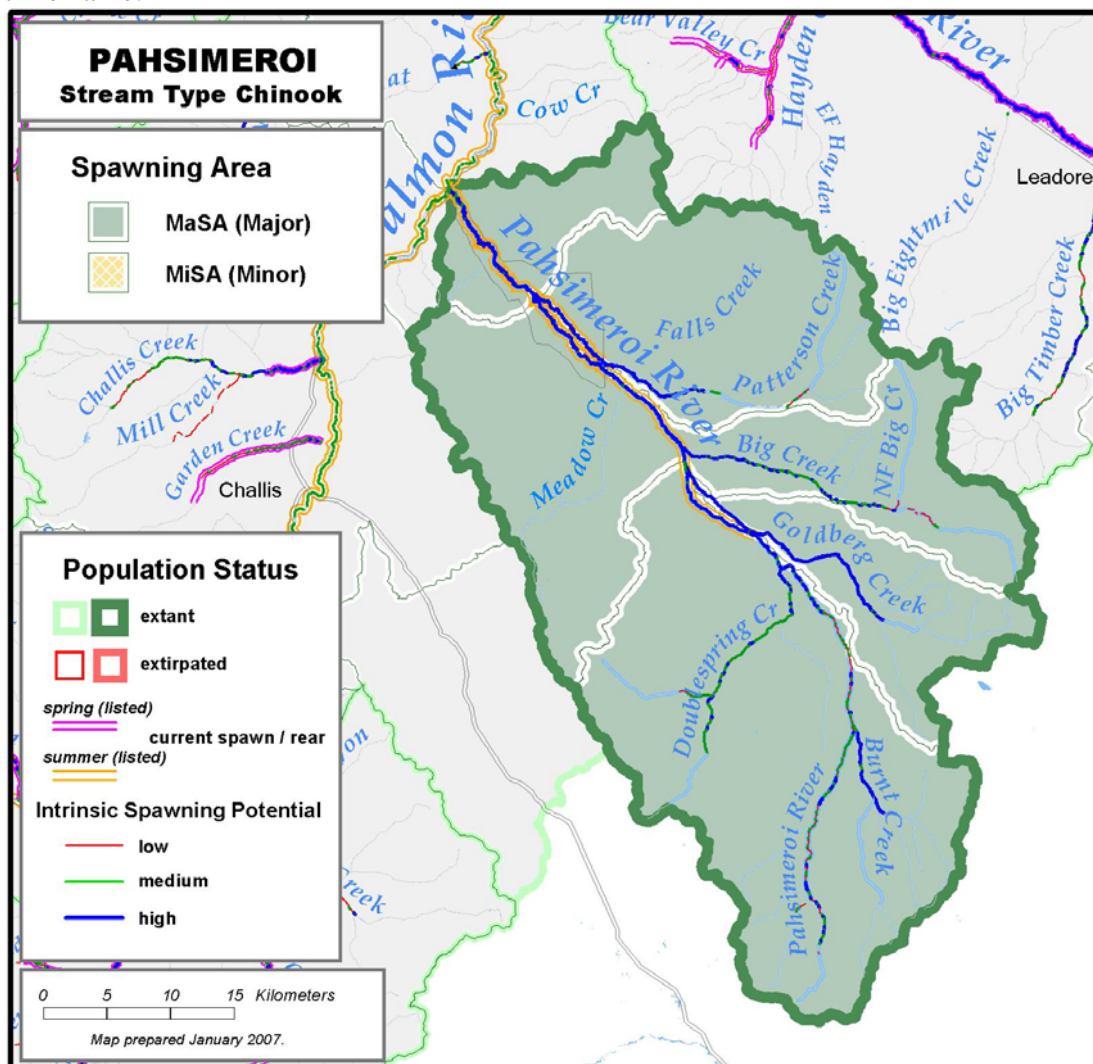 PAHSIMEROI
Stream Type Chinook
Spawning Area
MaSA (Major)
MiSA (Minor)
Bear Valley Cr
Hayden
River
Cow Cr
EF Hayden
Big Eightmile Creek
Leadore
Big Timber Creek
Pahsimeroi River
Falls Creek
Patterson Creek
Challis Creek
Mill Creek
Garden Creek
Challis
Meadow Cr
Big Creek
NF Big Cr
Goldberg Creek
Doublespring Cr
Burnt Creek
Pahsimeroi River
Creek
Population Status
extant
extirpated
spring (listed)
current spawn / rear
summer (listed)
Intrinsic Spawning Potential
low
medium
high
0 5 10 15 Kilometers
Map prepared January 2007.